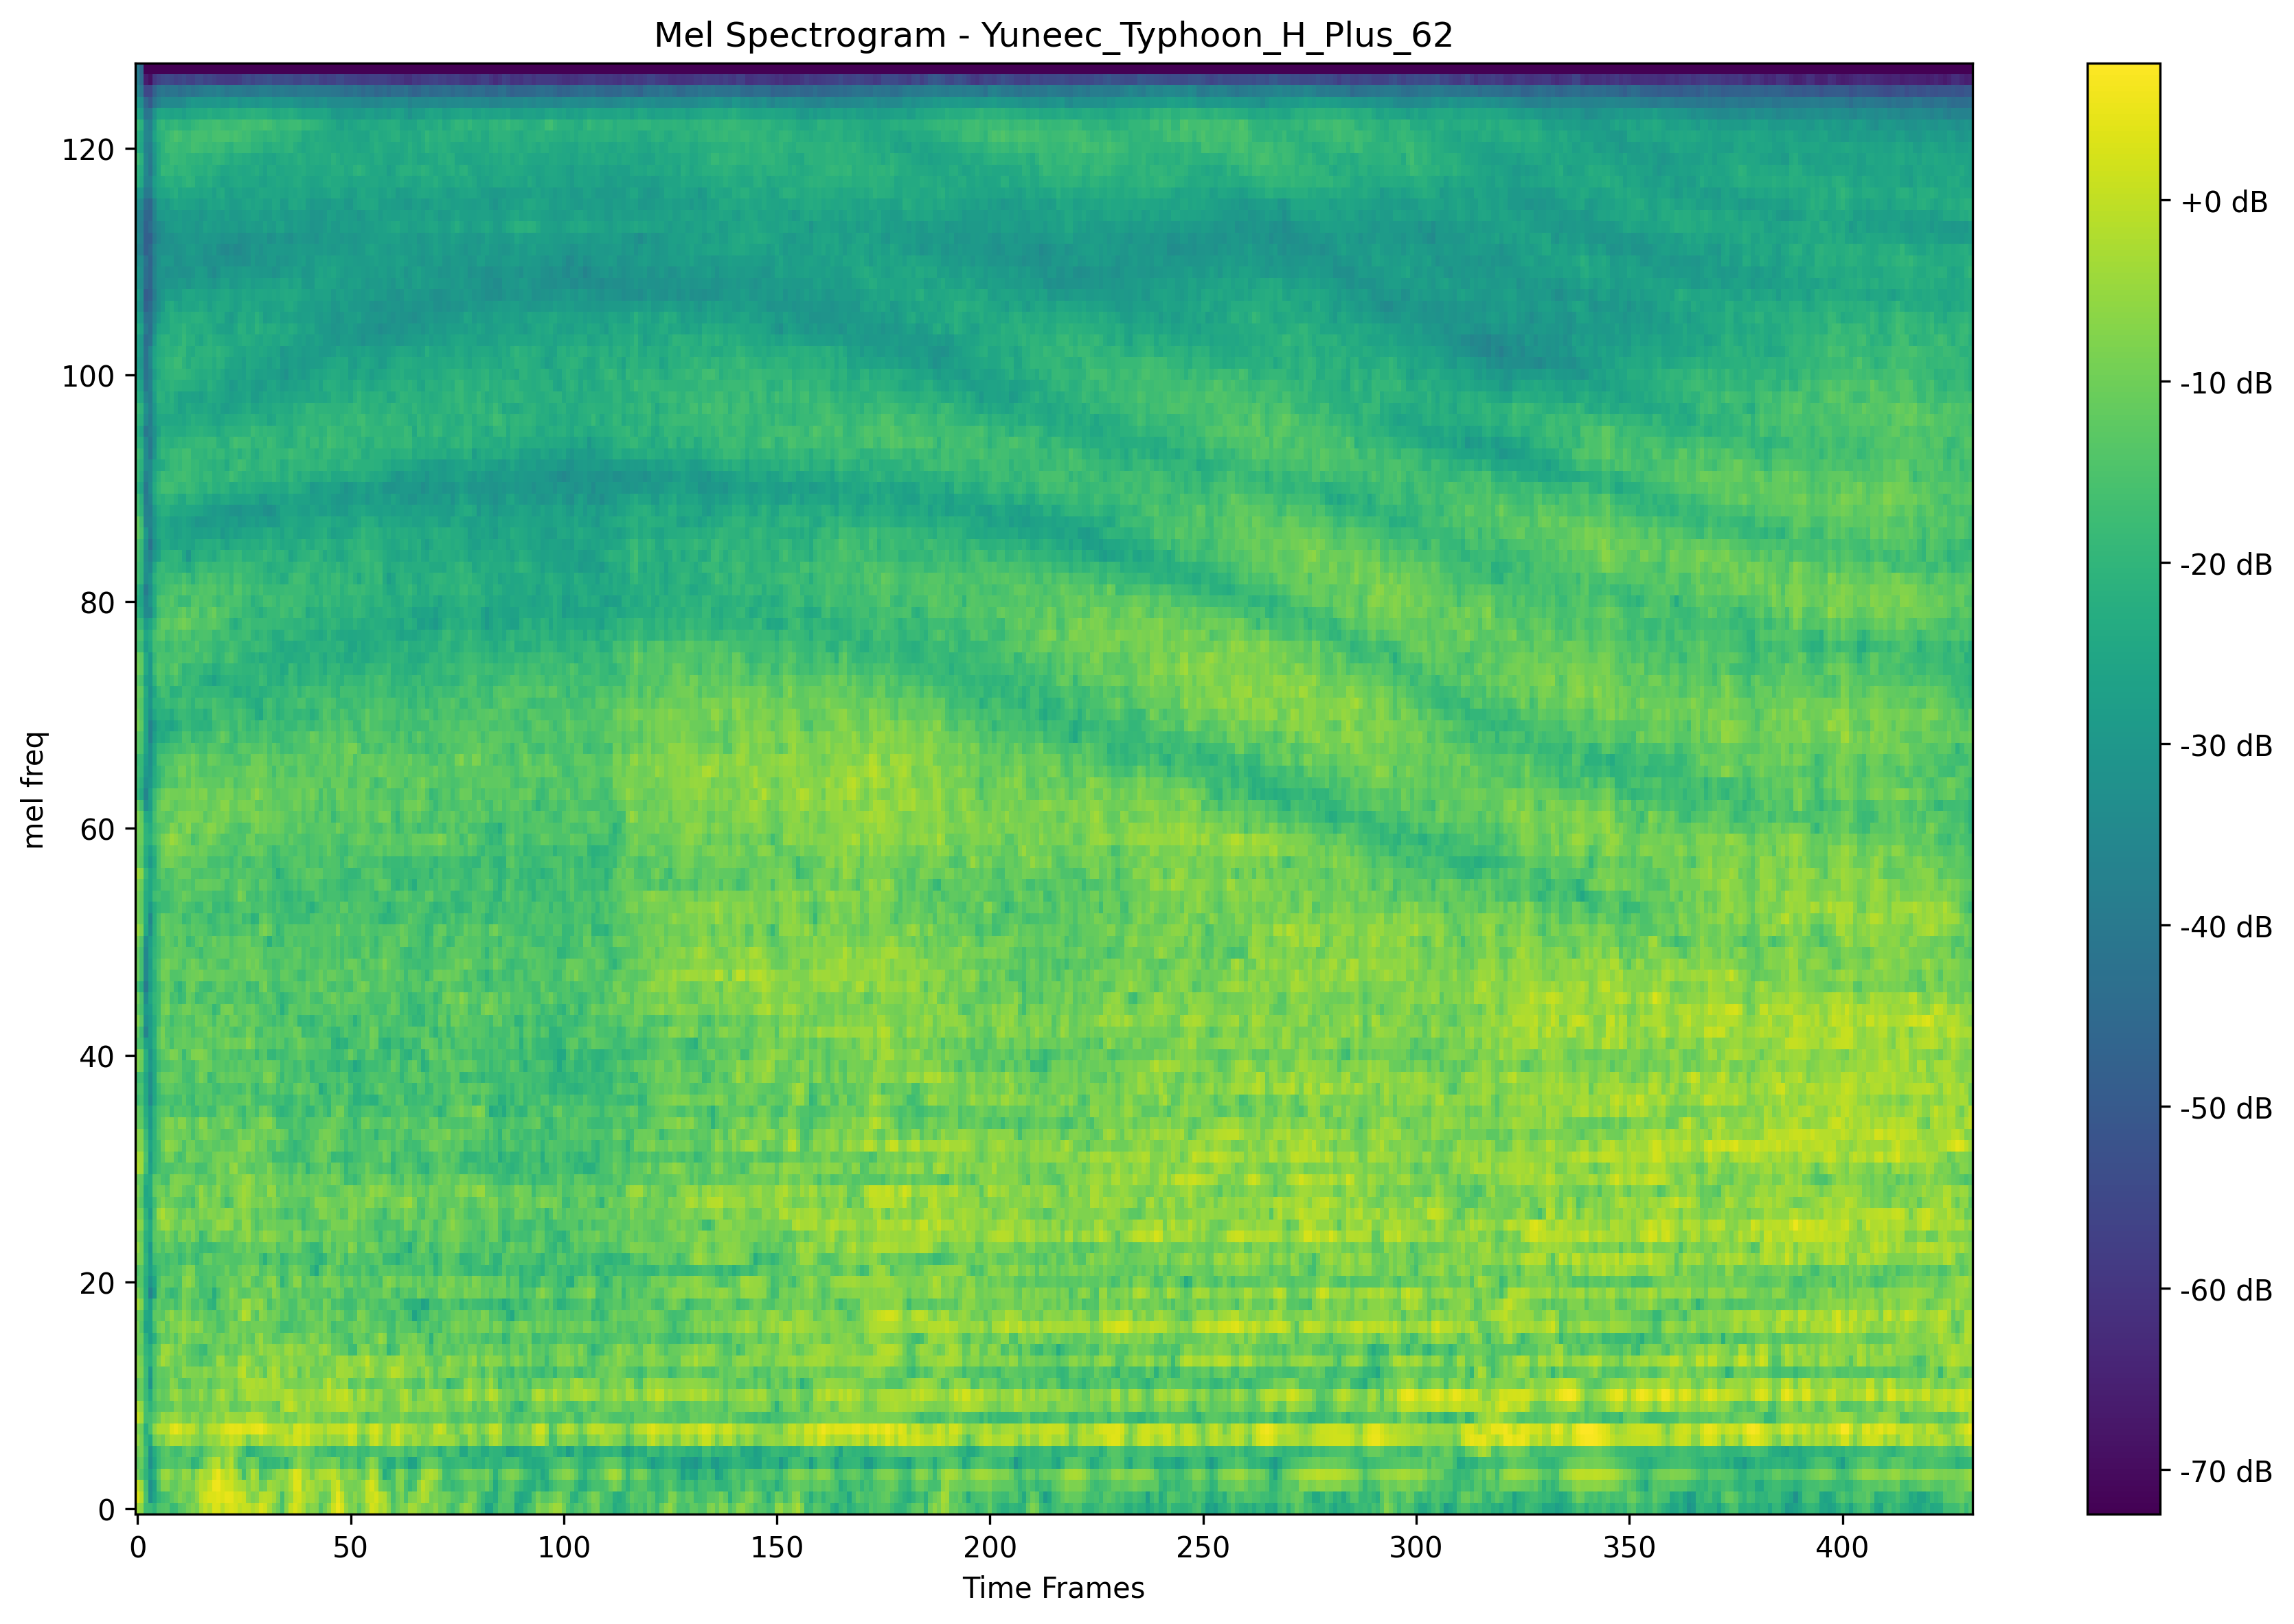 Mel Spectrogram - Yuneec_Typhoon_H_Plus_62
mel freq
120
100
80
60
40
20
0
0 50 100 150 200 250 300 350 400
Time Frames
+0 dB
-10 dB
-20 dB
-30 dB
-40 dB
-50 dB
-60 dB
-70 dB